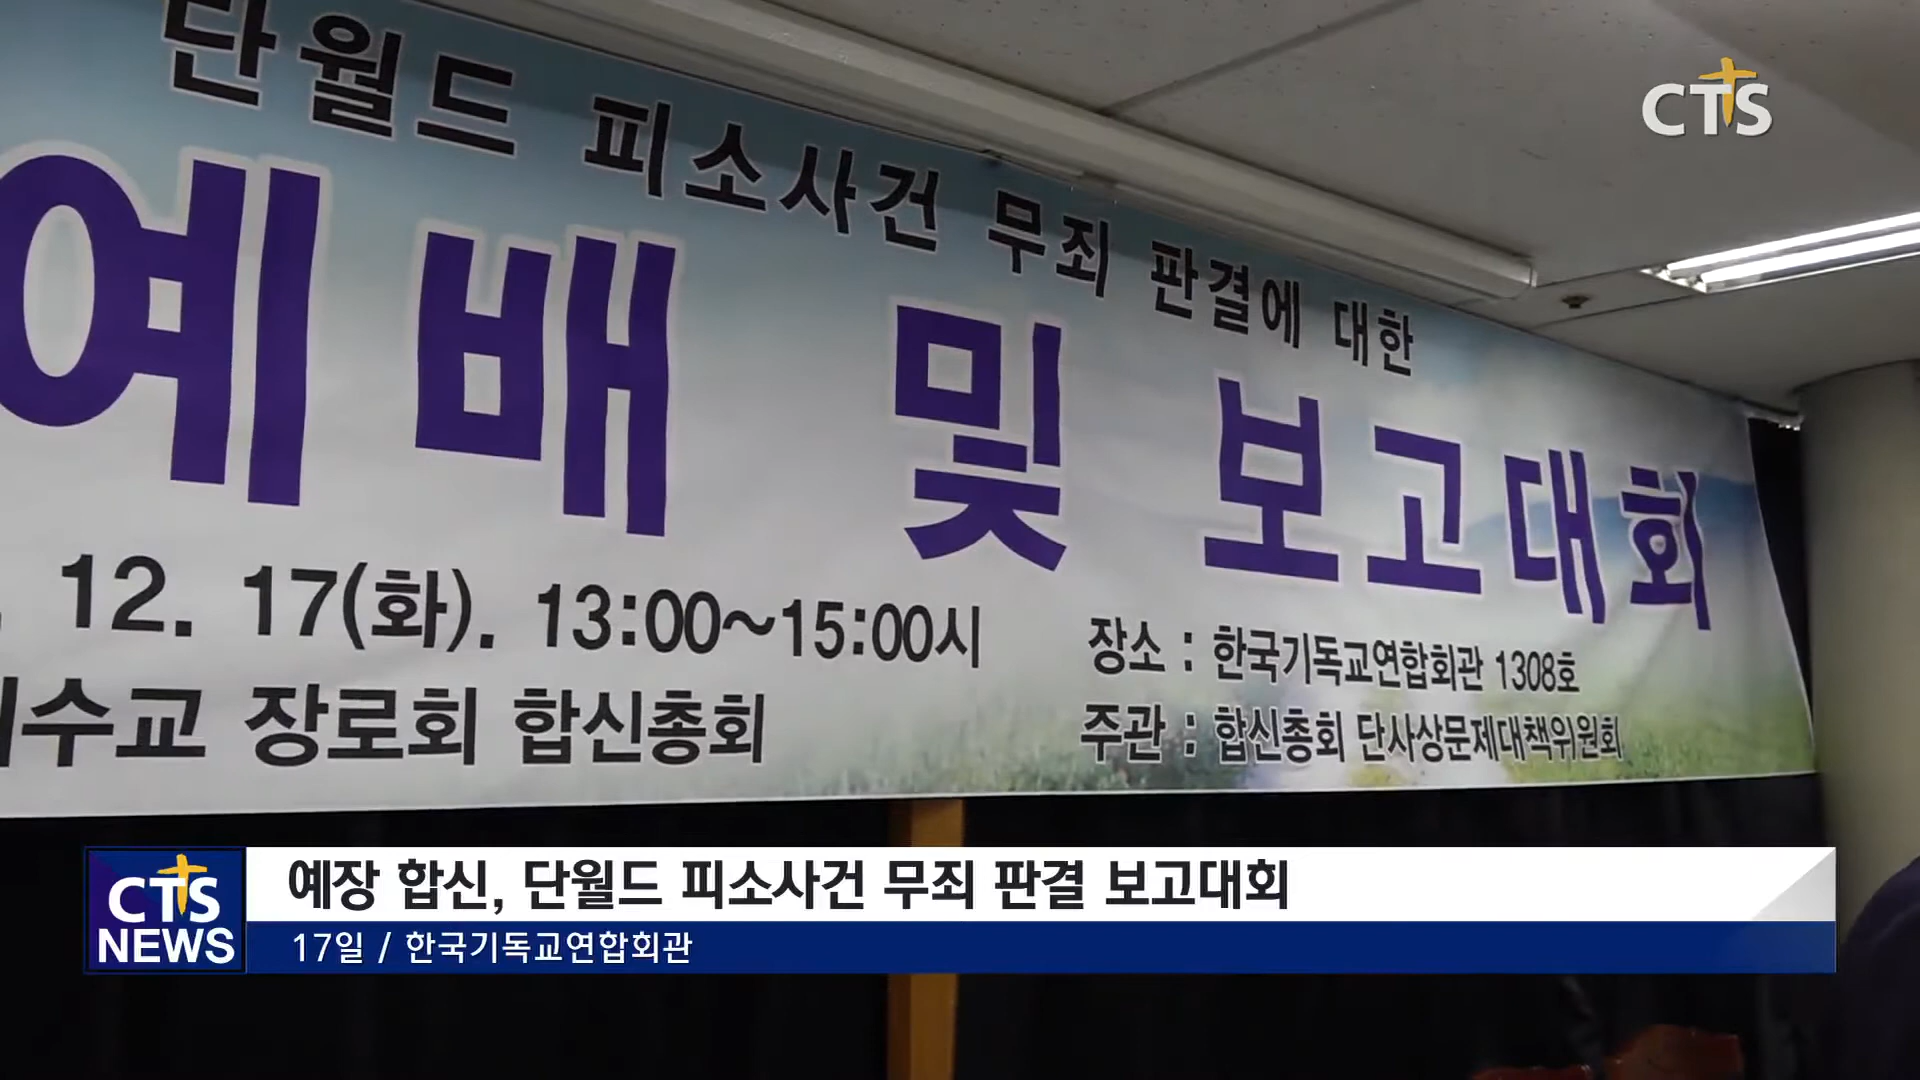 단월드 피소사건 무죄 판결에 대한
예배 및 보고대회
12. 17(화). 13:00~15:00시
장소 : 한국기독교연합회관 1308호
수교 장로회 합신총회
주관 : 합신총회 단사상문제대책위원회
CTS
CTS NEWS
예장 합신, 단월드 피소사건 무죄 판결 보고대회
17일 / 한국기독교연합회관